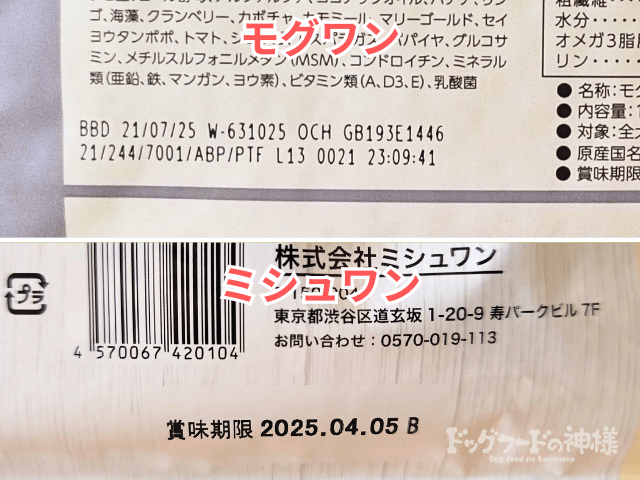 ゴ、海藻、クランベリー、カボチャ、カモミール、マリーゴールド、セイ
ヨウタンポポ、トマト、
パパイヤ、グルコサ
ミン、メチルスルフォニルメタン(MSM)、コンドロイチン、ミネラル
類(亜鉛、鉄、マンガン、ヨウ素)、ビタミン類(A、D3、E)、乳酸菌
モグワン
BBD 21/07/25 W-631025 OCH GB193E1446
21/244/7001/ABP/PTF L13 0021 23:09:41
水分・・・・
オメガ3脂肪
リン・・・・
● 名称:モグ
● 内容量:
● 対象:全
● 原産国名
● 賞味期限
株式会社ミシュワン
ミシュワン
東京都渋谷区道玄坂 1-20-9 寿パークビル 7F
お問い合わせ:0570-019-113
プラ
4 570067 420104
賞味期限 2025.04.05 B
ドッグフードの神様
Dog Food no Kamisama